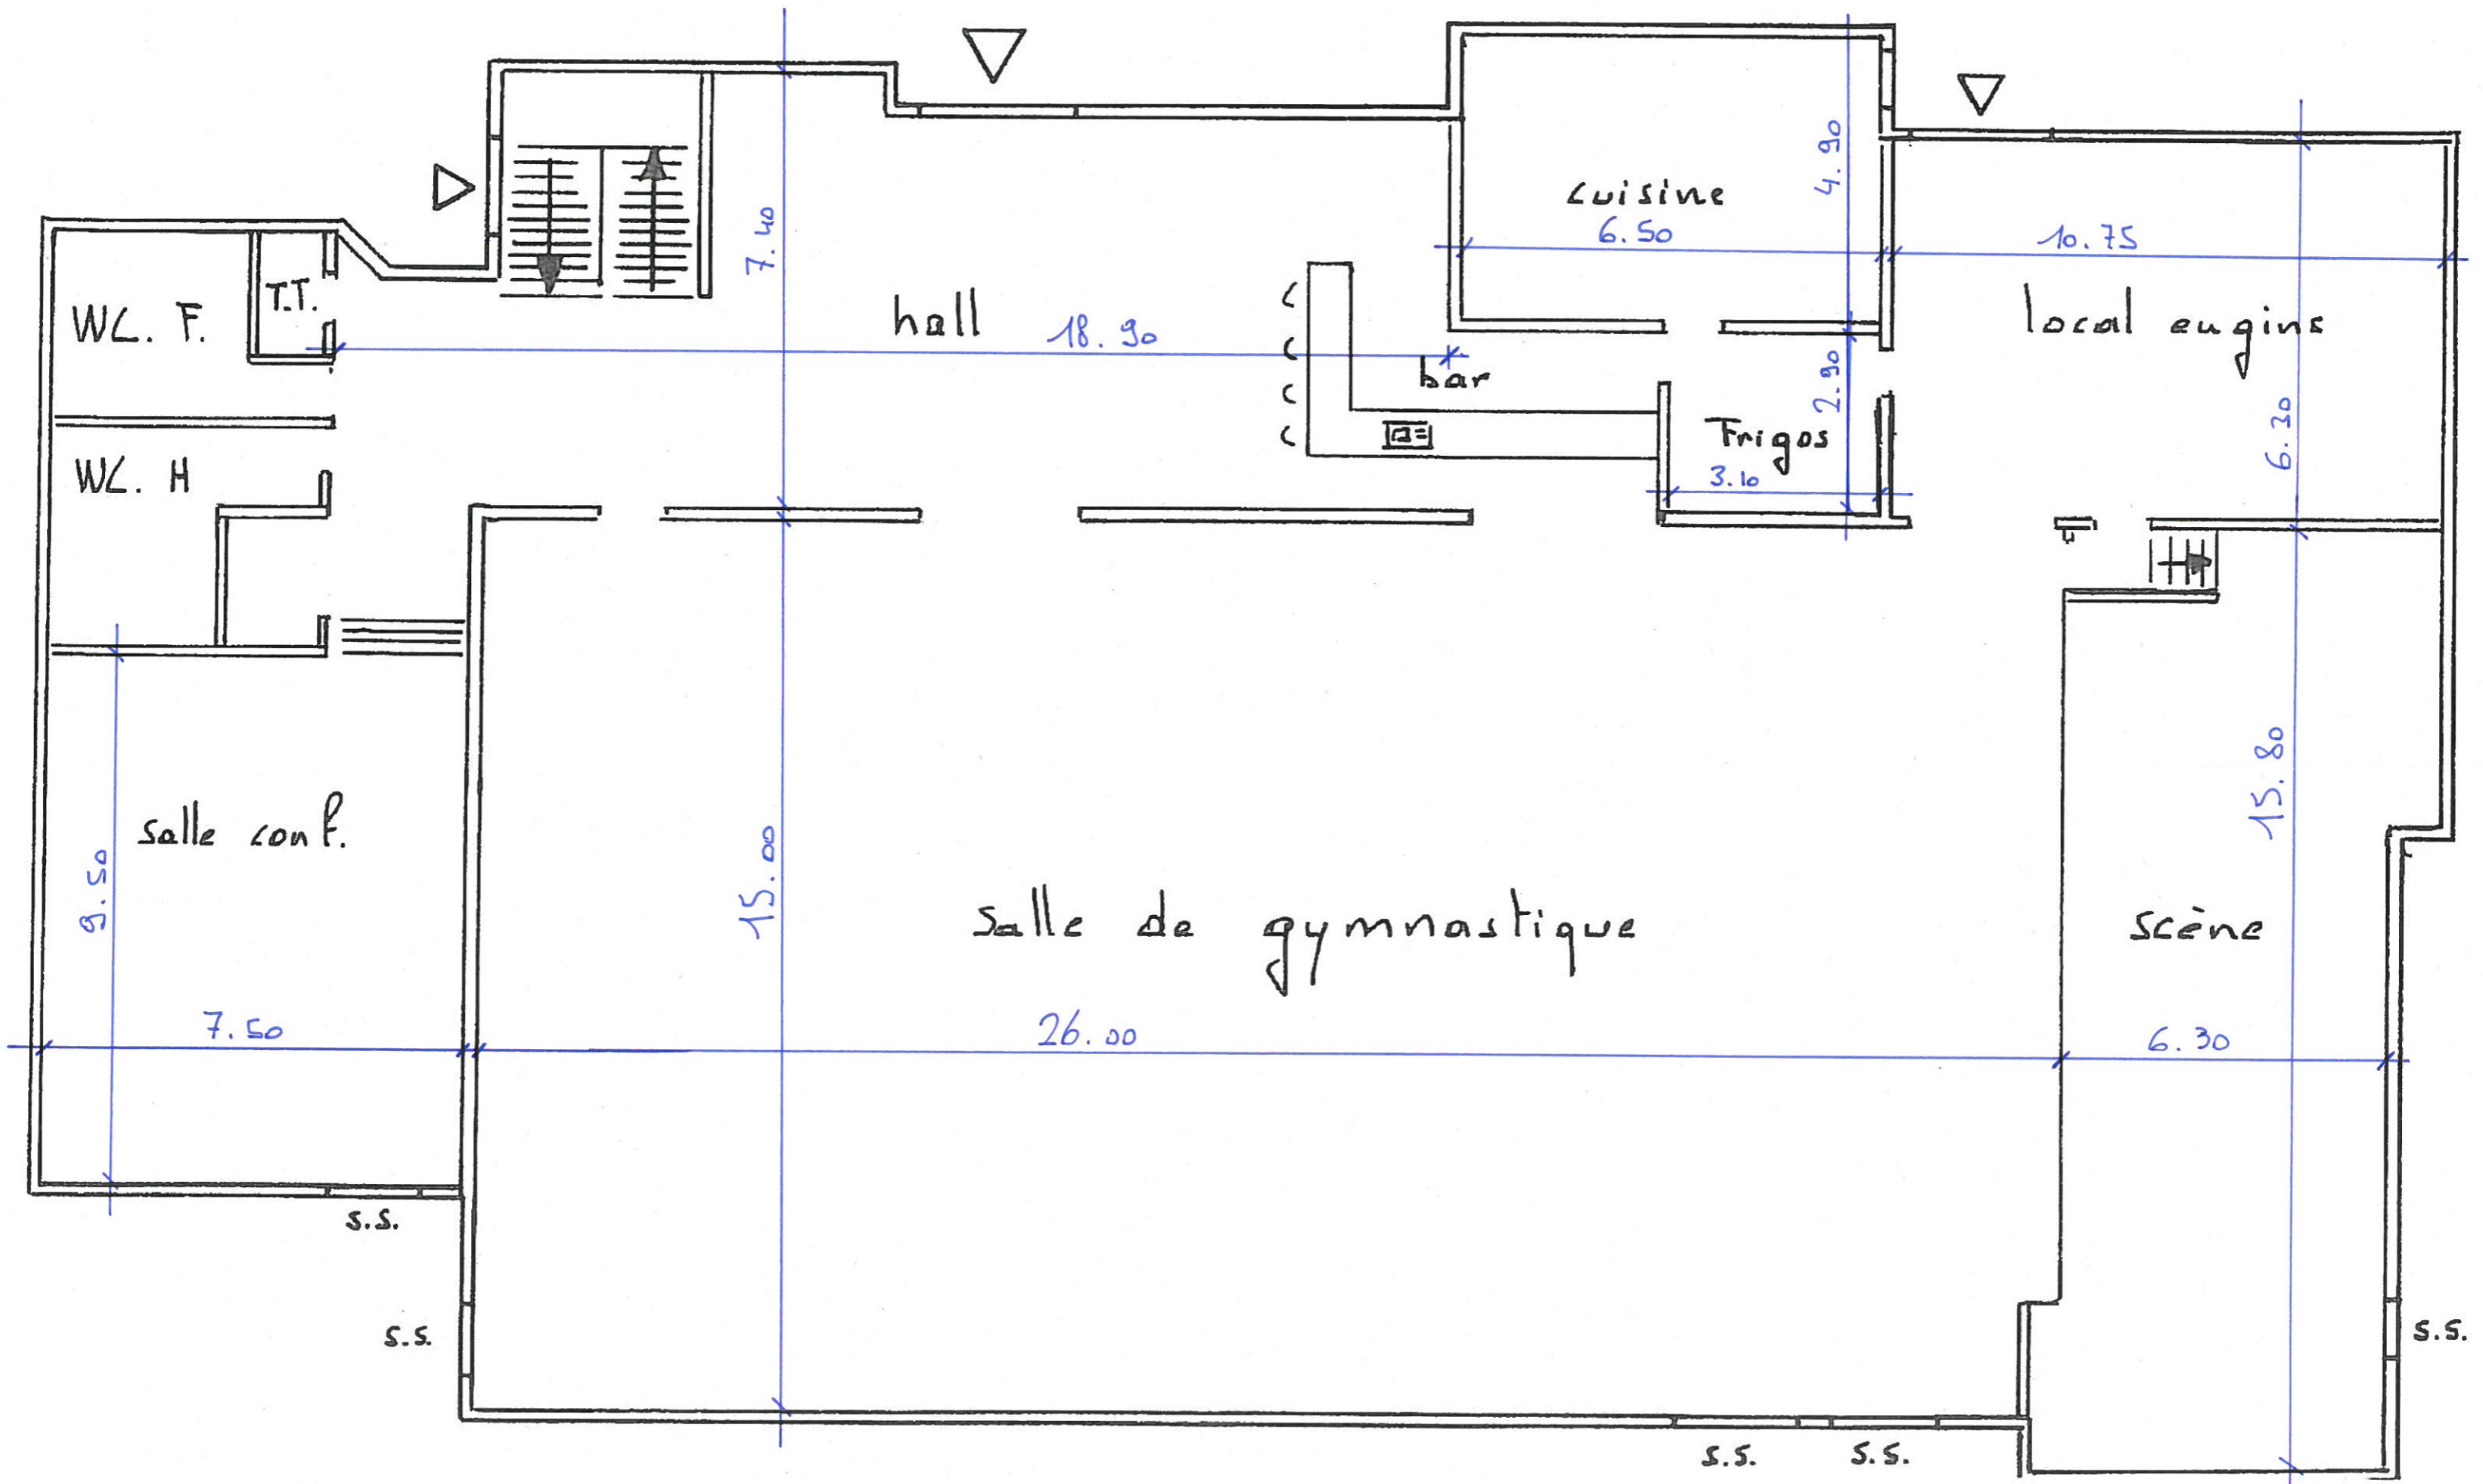 4.90
cuisine
6.50
10.75
7.40
WC. F.
T.T.
hall
18.90
local engins
bar
2.90
Frigos
6.30
WC. H
3.10
15.80
salle conf.
9.50
15.00
salle de gymnastique
scène
7.50
26.00
6.30
s.s.
s.s.
s.s.
s.s.
s.s.